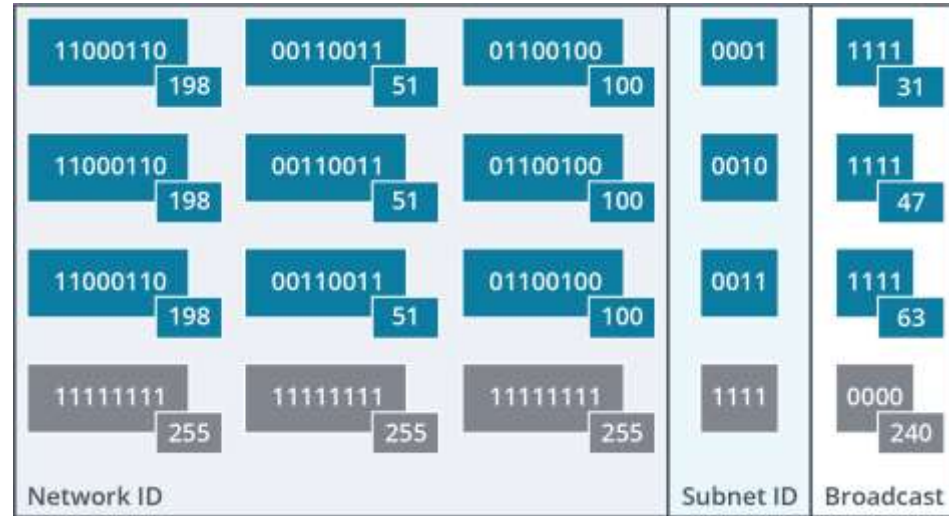 11000110 00110011 01100100 0001 1111
198 51 100 31
11000110 00110011 01100100 0010 1111
198 51 100 47
11000110 00110011 01100100 0011 1111
198 51 100 63
11111111 11111111 11111111 1111 0000
255 255 255 240
Network ID Subnet ID Broadcast